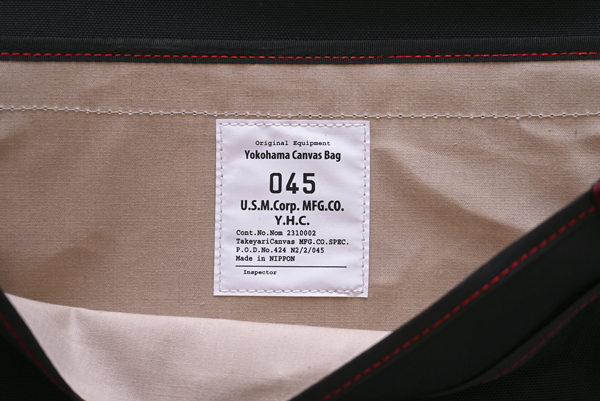 Original Equipment
Yokohama Canvas Bag
045
U.S.M.Corp. MFG.CO.
Y.H.C.
Cont.No.Nom 2310002
TakeyariCanvas MFG.CO.SPEC.
P.O.D.No.424 N2/2/045
Made in NIPPON
Inspector